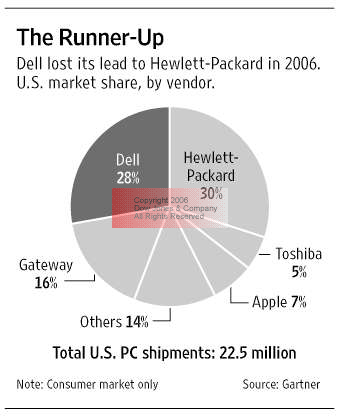 The Runner-Up
Dell lost its lead to Hewlett-Packard in 2006.
U.S. market share, by vendor.
Dell
28%
Hewlett-
Packard
30%
Copyright 2006
Dow Jones & Company
All Rights Reserved
Toshiba
5%
Gateway
16%
Apple 7%
Others 14%
Total U.S. PC shipments: 22.5 million
Note: Consumer market only
Source: Gartner